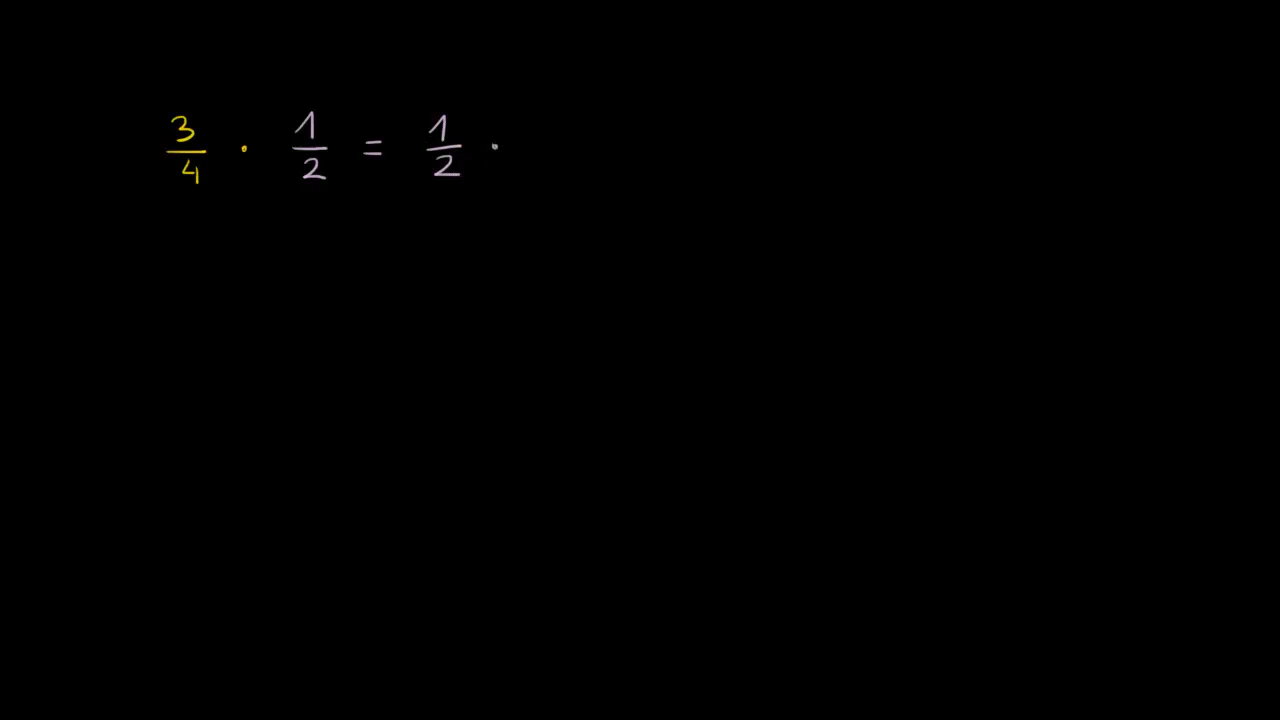 3/4 · 1/2 = 1/2 ·